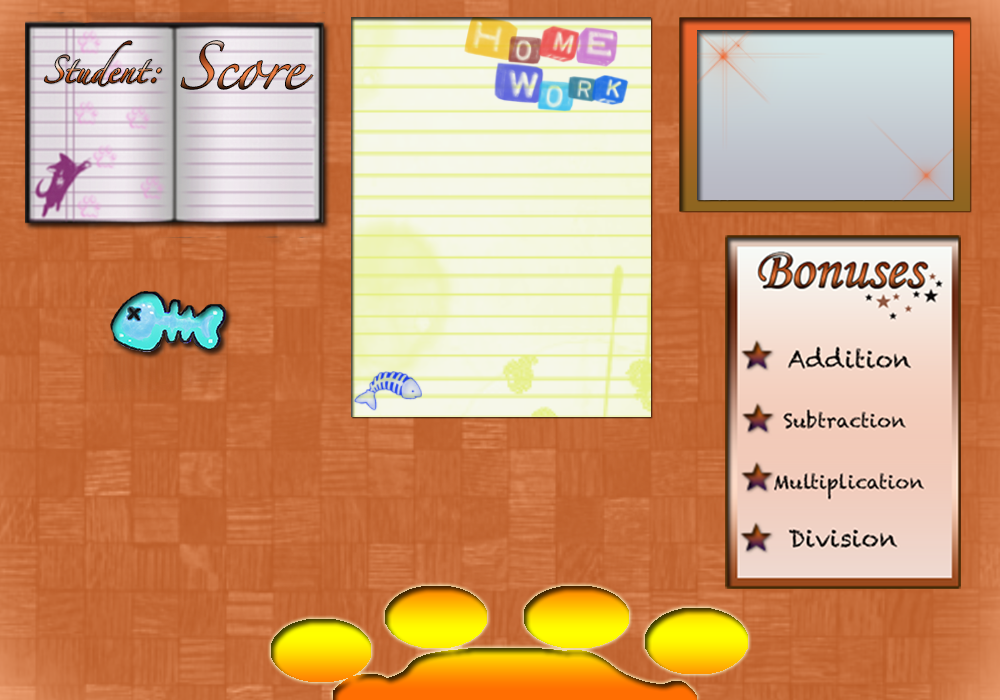 Student:
Score
HOME
WORK
Bonuses
Addition
Subtraction
Multiplication
Division